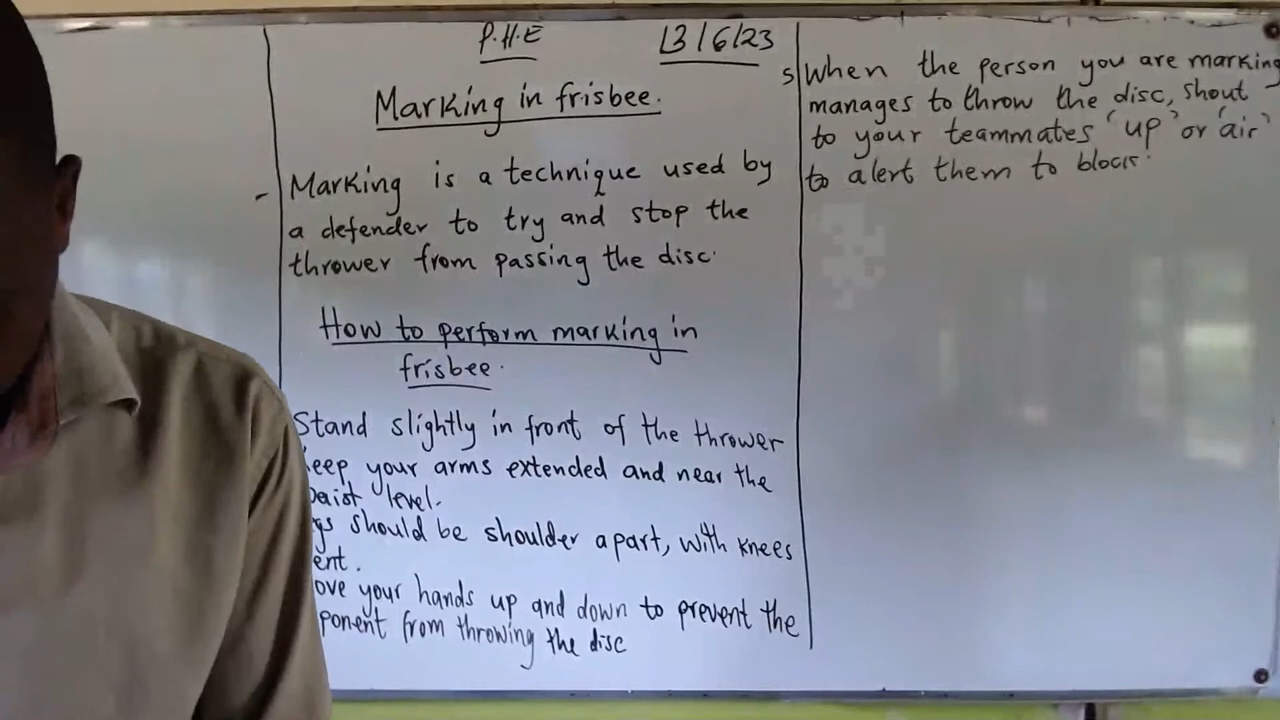 P.H.E 13/6/23
Marking in frisbee.
- Marking is a technique used by
a defender to try and stop the
thrower from passing the disc.
How to perform marking in
frisbee.
Stand slightly in front of the thrower
eep your arms extended and near the
waist level.
gs should be shoulder apart, with knees
ent.
ove your hands up and down to prevent the
ponent from throwing the disc
5 When the person you are marking
manages to throw the disc, shout
to your teammates 'up' or 'air'
to alert them to block.